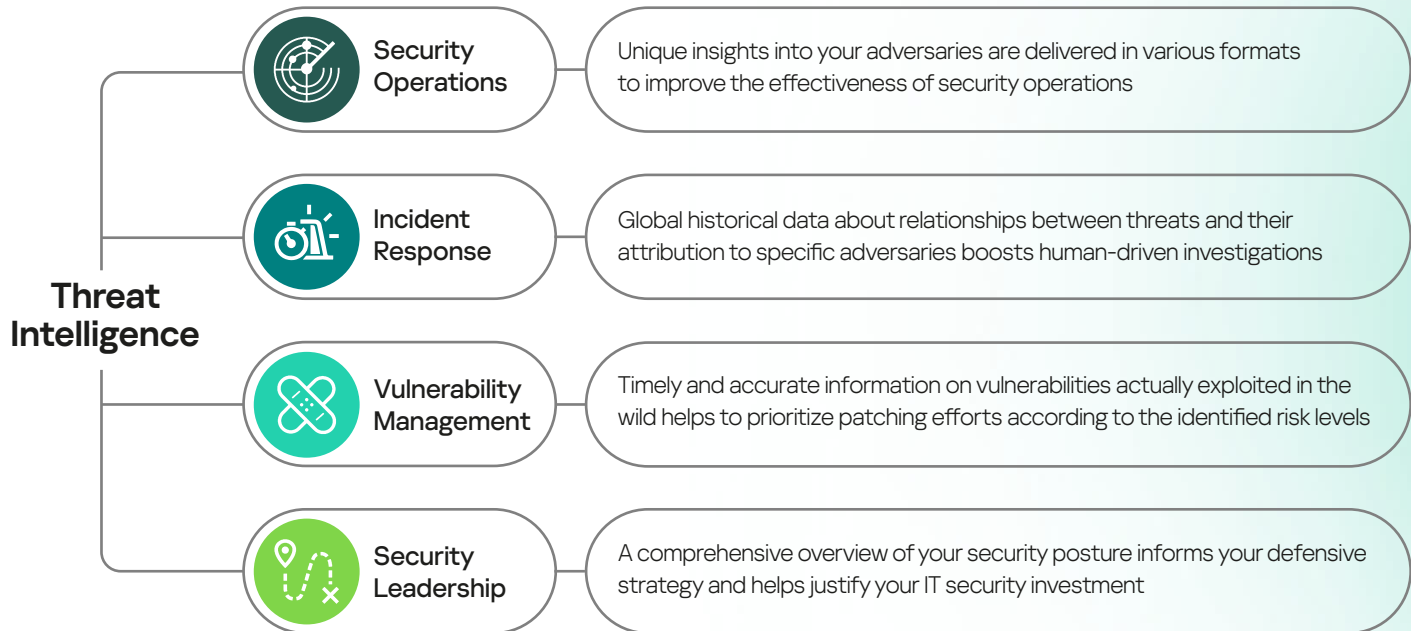 Threat
Intelligence
Security
Operations
Unique insights into your adversaries are delivered in various formats
to improve the effectiveness of security operations
Incident
Response
Global historical data about relationships between threats and their
attribution to specific adversaries boosts human-driven investigations
Vulnerability
Management
Timely and accurate information on vulnerabilities actually exploited in the
wild helps to prioritize patching efforts according to the identified risk levels
Security
Leadership
A comprehensive overview of your security posture informs your defensive
strategy and helps justify your IT security investment